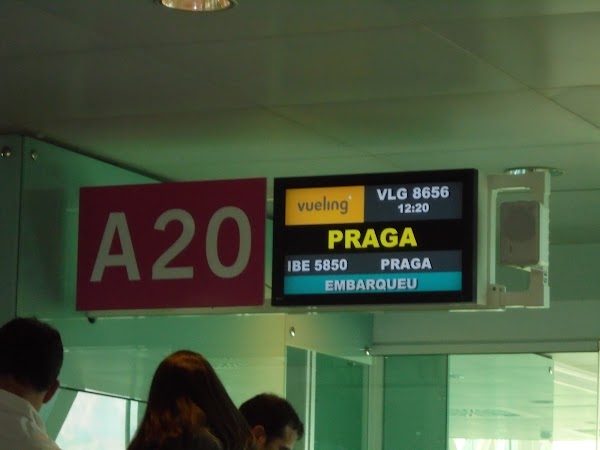 A20
vueling
VLG 8656
12:20
PRAGA
IBE 5850 PRAGA
EMBARQUEU